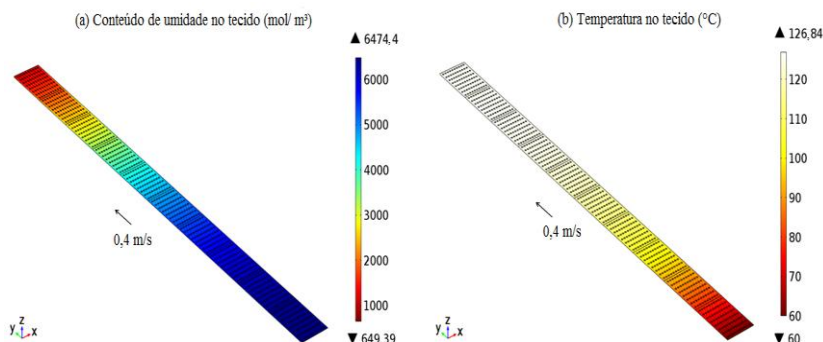 (a) Conteúdo de umidade no tecido (mol/ m³)
▲ 6474,4
6000
5000
4000
3000
2000
1000
▼ 649.39
0,4 m/s
z
y x
(b) Temperatura no tecido (°C)
▲ 126,84
120
110
100
90
80
70
60
▼ 60
0,4 m/s
z
y x